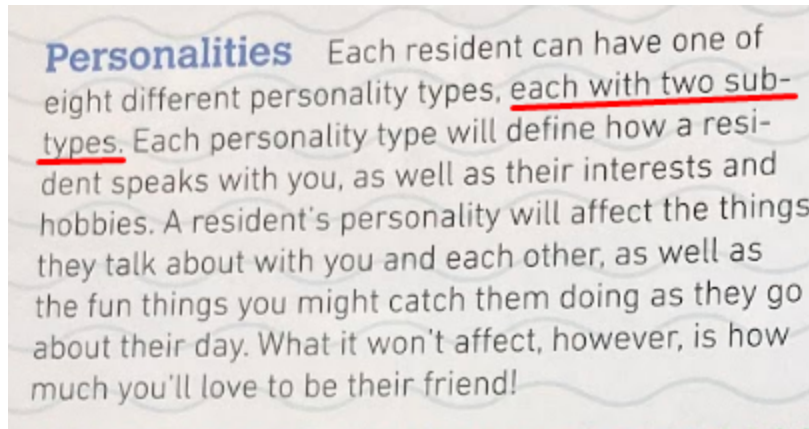 Personalities Each resident can have one of
eight different personality types, each with two sub-
types. Each personality type will define how a resi-
dent speaks with you, as well as their interests and
hobbies. A resident's personality will affect the things
they talk about with you and each other, as well as
the fun things you might catch them doing as they go
about their day. What it won't affect, however, is how
much you'll love to be their friend!